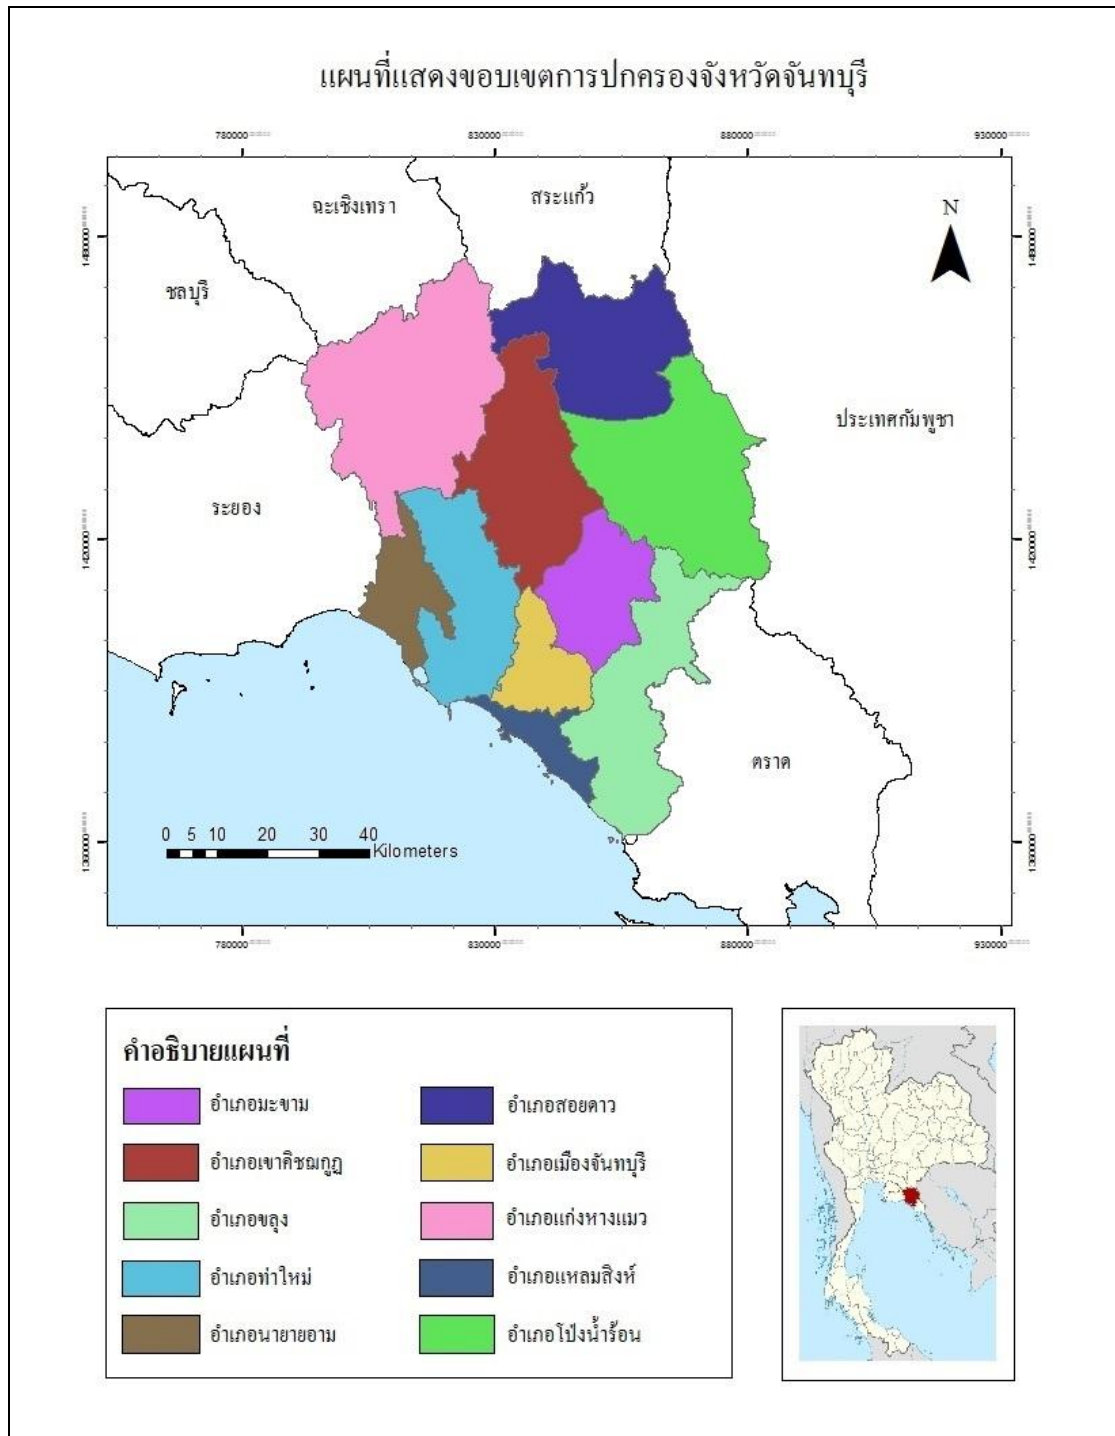 แผนที่แสดงขอบเขตการปกครองจังหวัดจันทบุรี
780000 830000 880000 930000
ฉะเชิงเทรา
สระแก้ว
N
1480000
1480000
ชลบุรี
ประเทศกัมพูชา
ระยอง
1420000
1420000
ตราด
0 5 10 20 30 40
Kilometers
1360000
1360000
780000 830000 880000 930000
คำอธิบายแผนที่
อำเภอมะขาม
อำเภอสอยดาว
อำเภอเขาคิชฌกูฏ
อำเภอเมืองจันทบุรี
อำเภอขลุง
อำเภอแก่งหางแมว
อำเภอท่าใหม่
อำเภอแหลมสิงห์
อำเภอนายายอาม
อำเภอโป่งน้ำร้อน